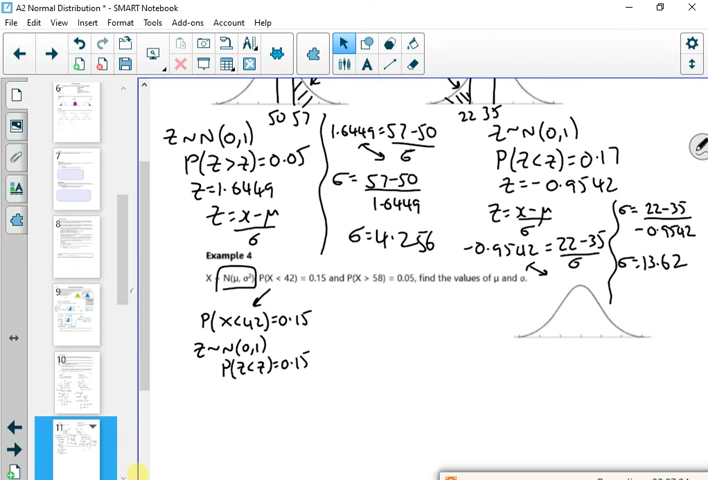 A2 Normal Distribution * - SMART Notebook
File Edit View Insert Format Tools Add-ons Account Help
6
7
8
9
10
11
50 57
Z~N(0,1)
P(Z>z)=0.05
z=1.6449
z=x-μ/σ
1.6449=57-50/σ
σ=57-50/1.6449
σ=4.256
22 35
Z~N(0,1)
P(Z<z)=0.17
z=-0.9542
z=x-μ/σ
-0.9542=22-35/σ
σ=22-35/-0.9542
σ=13.62
Example 4
X ~ N(μ, σ²) P(X < 42) = 0.15 and P(X > 58) = 0.05, find the values of μ and σ.
P(X<42)=0.15
Z~N(0,1)
P(Z<z)=0.15